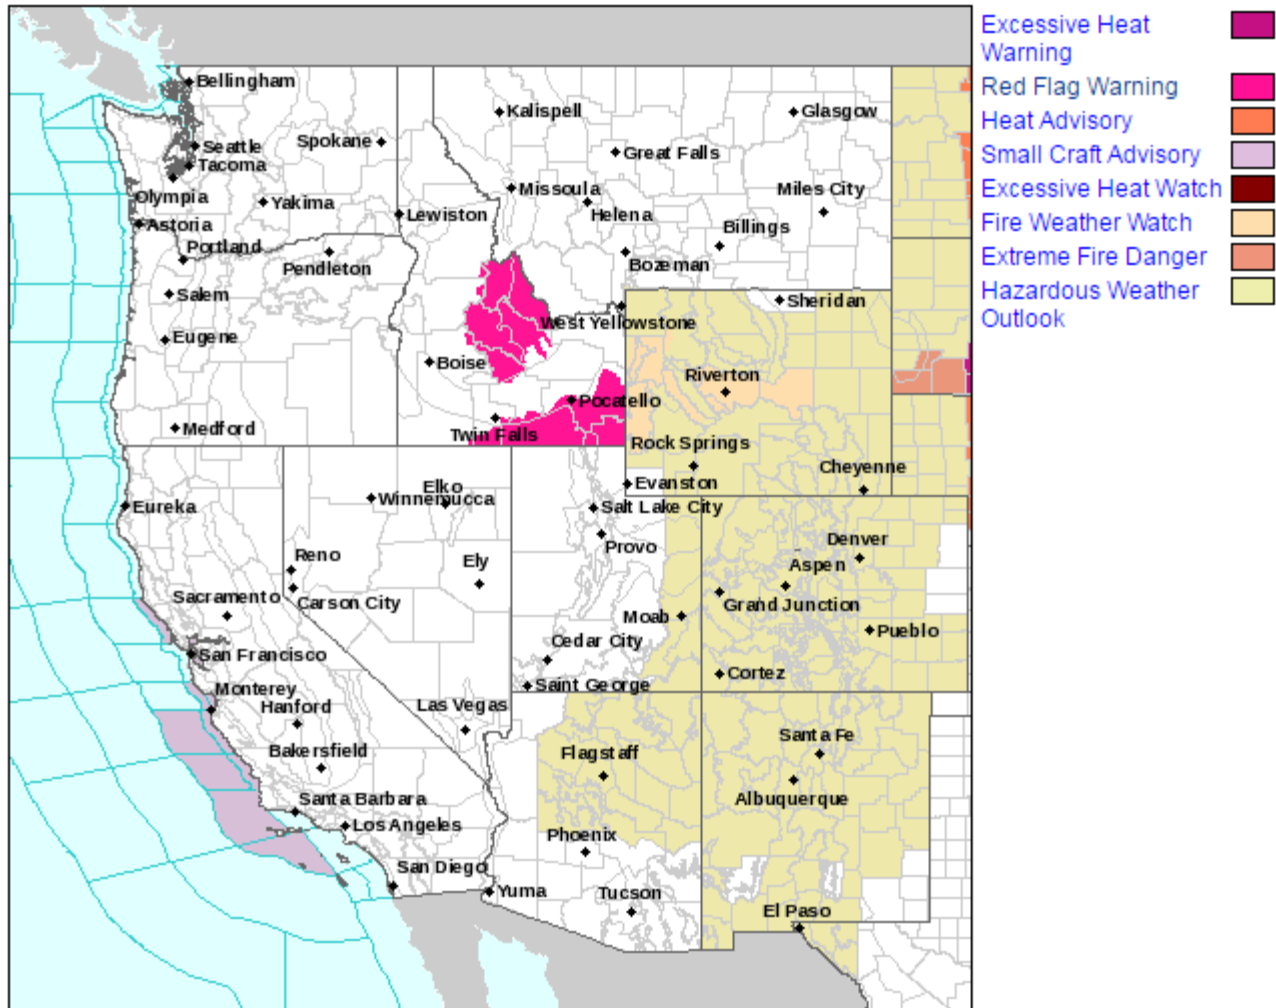 Bellingham
Seattle
Tacoma
Olympia
Astoria
Spokane
Yakima
Lewiston
Portland
Pendleton
Salem
Eugene
Medford
Kalispell
Glasgow
Great Falls
Missoula
Helena
Miles City
Billings
Bozeman
West Yellowstone
Sheridan
Boise
Pocatello
Twin Falls
Riverton
Rock Springs
Cheyenne
Evanston
Eureka
Elko
Winnemucca
Salt Lake City
Provo
Reno
Carson City
Ely
Sacramento
San Francisco
Denver
Aspen
Grand Junction
Moab
Pueblo
Cedar City
Saint George
Cortez
Monterey
Hanford
Las Vegas
Bakersfield
Flagstaff
Santa Fe
Albuquerque
Santa Barbara
Los Angeles
Phoenix
San Diego
Yuma
Tucson
El Paso
Excessive Heat
Warning
Red Flag Warning
Heat Advisory
Small Craft Advisory
Excessive Heat Watch
Fire Weather Watch
Extreme Fire Danger
Hazardous Weather
Outlook